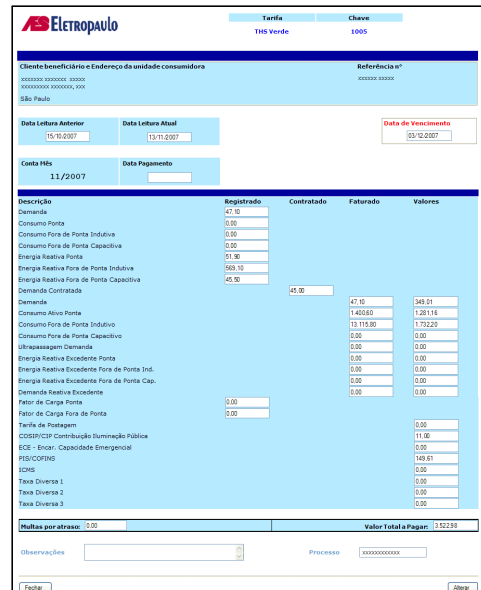 AES ELETROPAULO
Tarifa Chave
THS Verde 1005
Cliente beneficiário e Endereço da unidade consumidora Referência nº
xxxxxxx xxxxxxx xxxxx xxxxxx xxxxx
xxxxxxxxxx xxxxxxx, xxx
São Paulo
Data Leitura Anterior Data Leitura Atual Data de Vencimento
15/10/2007 13/11/2007 03/12/2007
Conta Mês Data Pagamento
11/2007
Descrição Registrado Contratado Faturado Valores
Demanda 47,10
Consumo Ponta 0,00
Consumo Fora de Ponta Indutiva 0,00
Consumo Fora de Ponta Capacitiva 0,00
Energia Reativa Ponta 51,90
Energia Reativa Fora de Ponta Indutiva 569,10
Energia Reativa Fora de Ponta Capacitiva 45,50
Demanda Contratada 45,00
Demanda 47,10 349,01
Consumo Ativo Ponta 1.400,60 1.281,16
Consumo Fora de Ponta Indutivo 13.115,80 1.732,20
Consumo Fora de Ponta Capacitivo 0,00 0,00
Ultrapassagem Demanda 0,00 0,00
Energia Reativa Excedente Ponta 0,00 0,00
Energia Reativa Excedente Fora de Ponta Ind. 0,00 0,00
Energia Reativa Excedente Fora de Ponta Cap. 0,00 0,00
Demanda Reativa Excedente 0,00 0,00
Fator de Carga Ponta 0,00
Fator de Carga Fora de Ponta 0,00
Tarifa de Postagem 0,00
COSIP/CIP Contribuição Iluminação Pública 11,00
ECE - Encar. Capacidade Emergencial 0,00
PIS/COFINS 149,61
ICMS 0,00
Taxa Diversa 1 0,00
Taxa Diversa 2 0,00
Taxa Diversa 3 0,00
Multas por atraso: 0,00 Valor Total a Pagar: 3.522,98
Observações Processo xxxxxxxxxxxx
Fechar Alterar